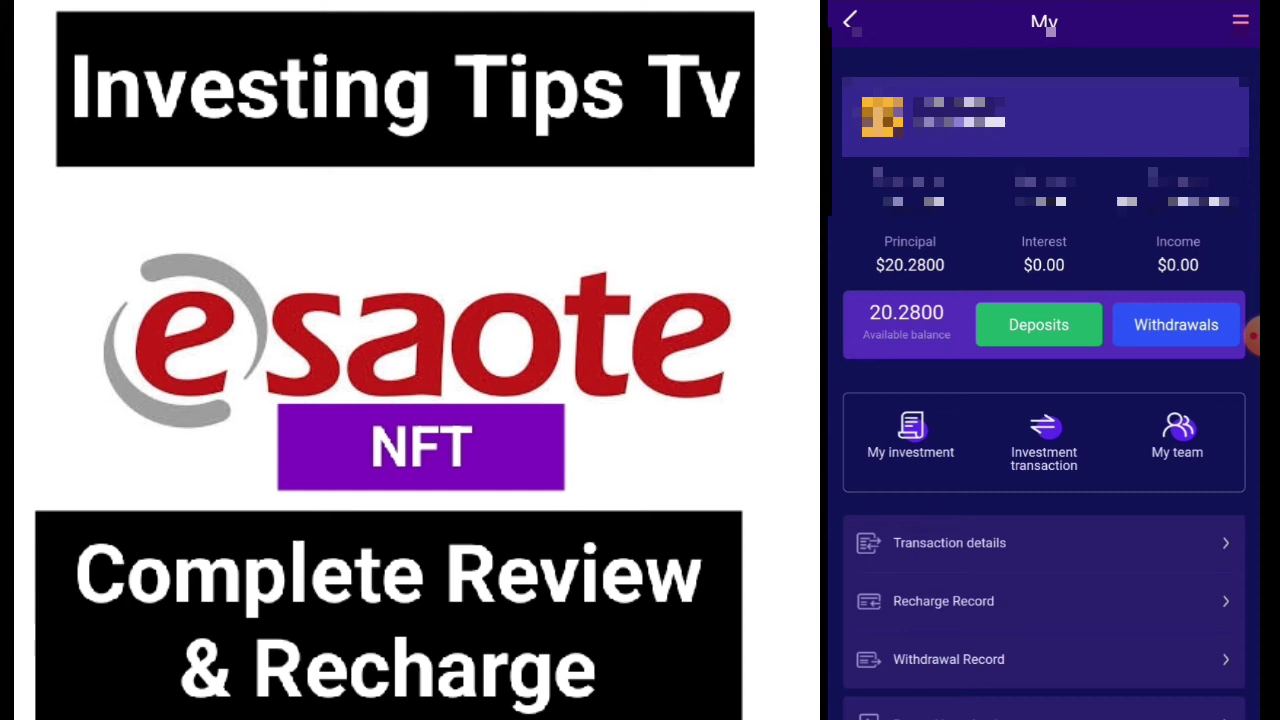 Investing Tips Tv
esaote
NFT
Complete Review
& Recharge
My
Principal
Interest
Income
$20.2800
$0.00
$0.00
20.2800
Available balance
Deposits
Withdrawals
My investment
Investment
transaction
My team
Transaction details
Recharge Record
Withdrawal Record